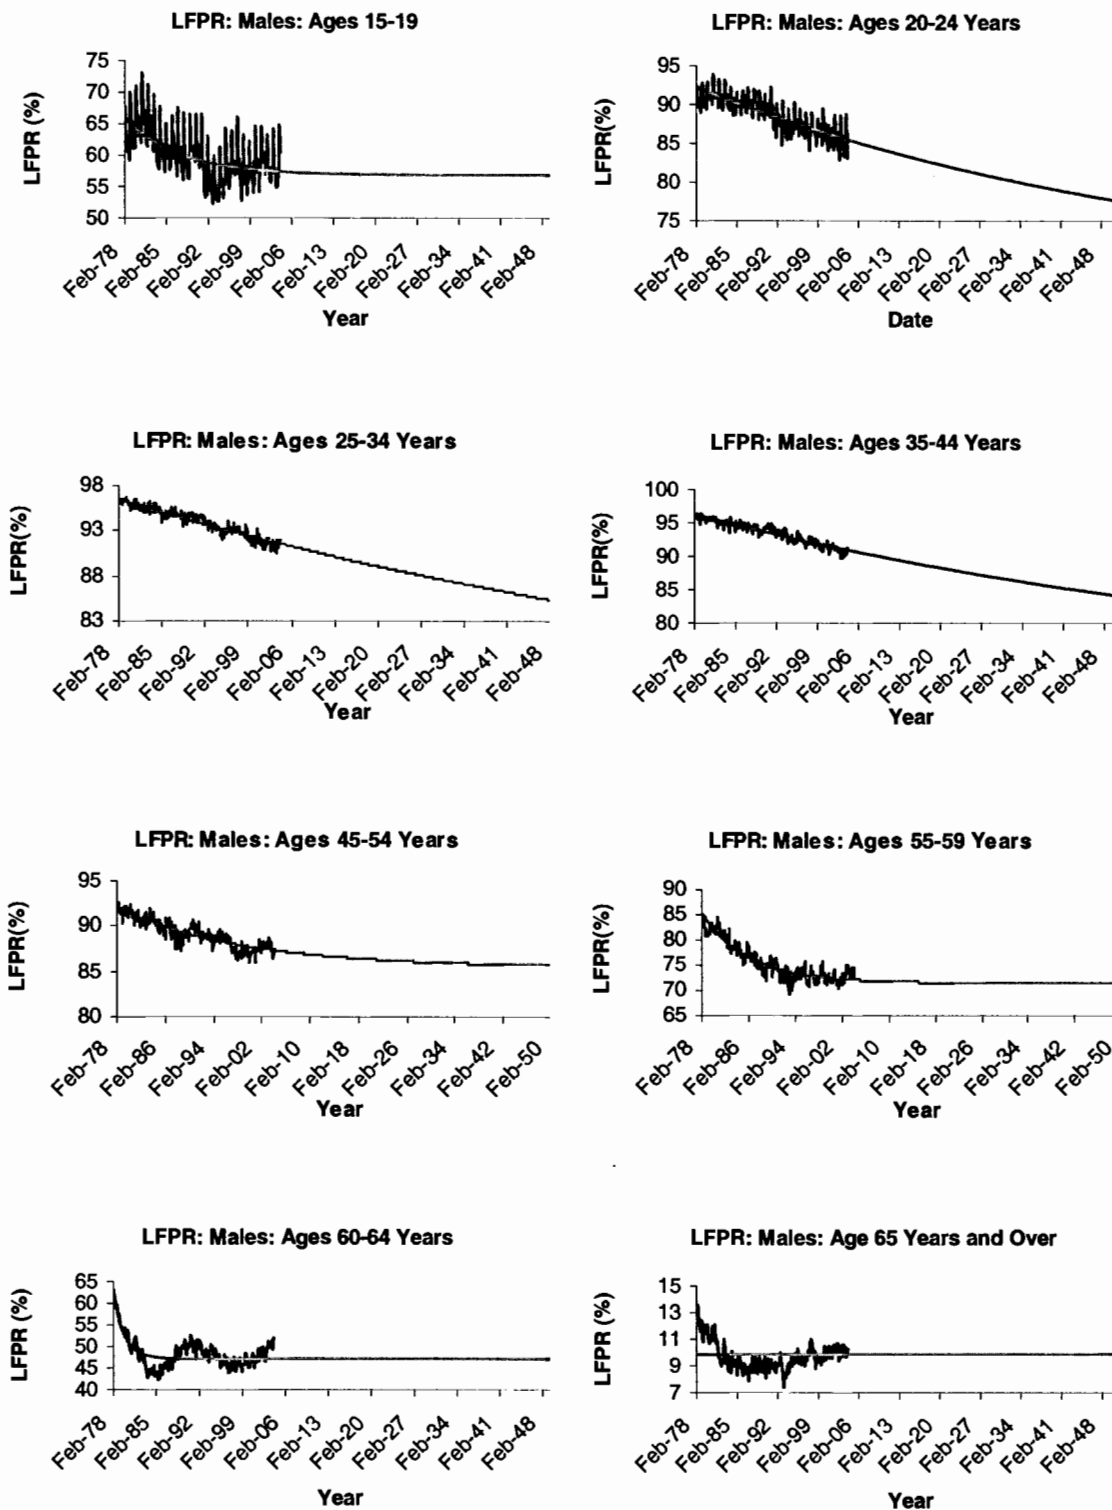 LFPR: Males: Ages 15-19
LFPR (%)
75
70
65
60
55
50
Feb-78
Feb-85
Feb-92
Feb-99
Feb-06
Feb-13
Feb-20
Feb-27
Feb-34
Feb-41
Feb-48
Year
LFPR: Males: Ages 20-24 Years
LFPR(%)
95
90
85
80
75
Feb-78
Feb-85
Feb-92
Feb-99
Feb-06
Feb-13
Feb-20
Feb-27
Feb-34
Feb-41
Feb-48
Date
LFPR: Males: Ages 25-34 Years
LFPR(%)
98
93
88
83
Feb-78
Feb-85
Feb-92
Feb-99
Feb-06
Feb-13
Feb-20
Feb-27
Feb-34
Feb-41
Feb-48
Year
LFPR: Males: Ages 35-44 Years
LFPR(%)
100
95
90
85
80
Feb-78
Feb-85
Feb-92
Feb-99
Feb-06
Feb-13
Feb-20
Feb-27
Feb-34
Feb-41
Feb-48
Year
LFPR: Males: Ages 45-54 Years
LFPR(%)
95
90
85
80
Feb-78
Feb-86
Feb-94
Feb-02
Feb-10
Feb-18
Feb-26
Feb-34
Feb-42
Feb-50
Year
LFPR: Males: Ages 55-59 Years
LFPR(%)
90
85
80
75
70
65
Feb-78
Feb-86
Feb-94
Feb-02
Feb-10
Feb-18
Feb-26
Feb-34
Feb-42
Feb-50
Year
LFPR: Males: Ages 60-64 Years
LFPR (%)
65
60
55
50
45
40
Feb-78
Feb-85
Feb-92
Feb-99
Feb-06
Feb-13
Feb-20
Feb-27
Feb-34
Feb-41
Feb-48
Year
LFPR: Males: Age 65 Years and Over
LFPR (%)
15
13
11
9
7
Feb-78
Feb-85
Feb-92
Feb-99
Feb-06
Feb-13
Feb-20
Feb-27
Feb-34
Feb-41
Feb-48
Year